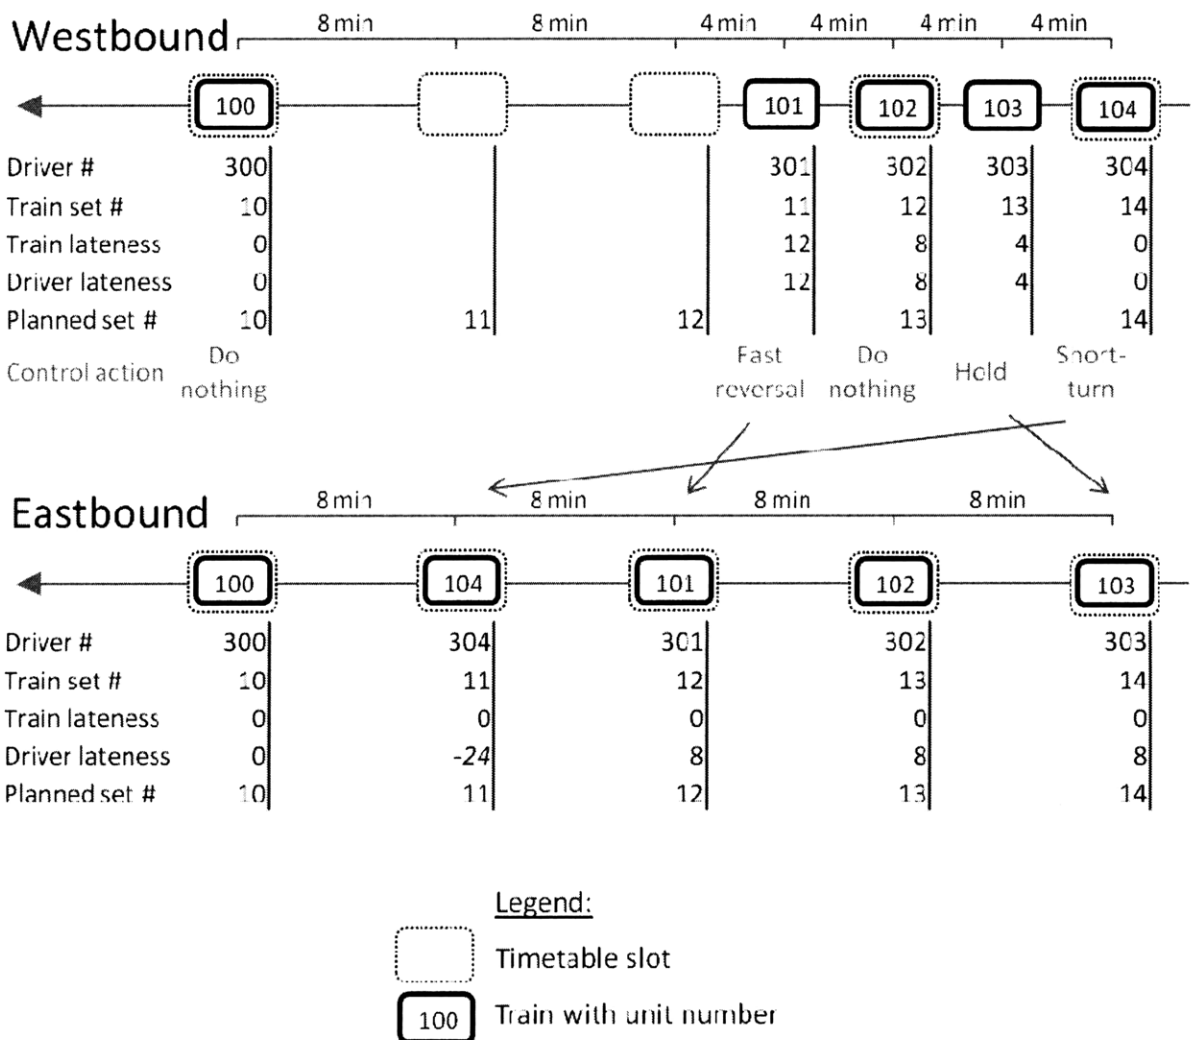 8 min 8 min 4 min 4 min 4 min 4 min
Westbound
100 101 102 103 104
Driver # 300 301 302 303 304
Train set # 10 11 12 13 14
Train lateness 0 12 8 4 0
Driver lateness 0 12 8 4 0
Planned set # 10 11 12 13 14
Control action Do nothing Fast reversal Do nothing Hold Short-turn
8 min 8 min 8 min 8 min
Eastbound
100 104 101 102 103
Driver # 300 304 301 302 303
Train set # 10 11 12 13 14
Train lateness 0 0 0 0 0
Driver lateness 0 -24 8 8 8
Planned set # 10 11 12 13 14
Legend:
Timetable slot
100 Train with unit number